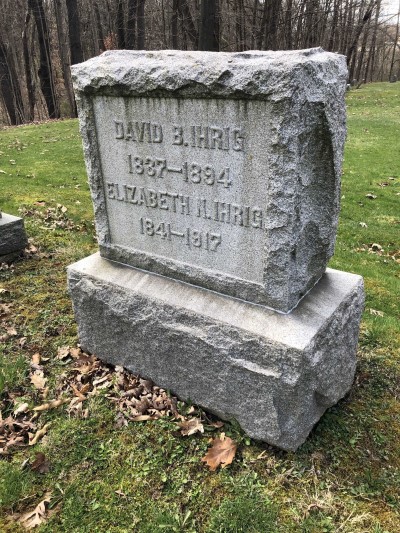 DAVID B. IHRIG
1837—1894
ELIZABETH N. IHRIG
1841-1917